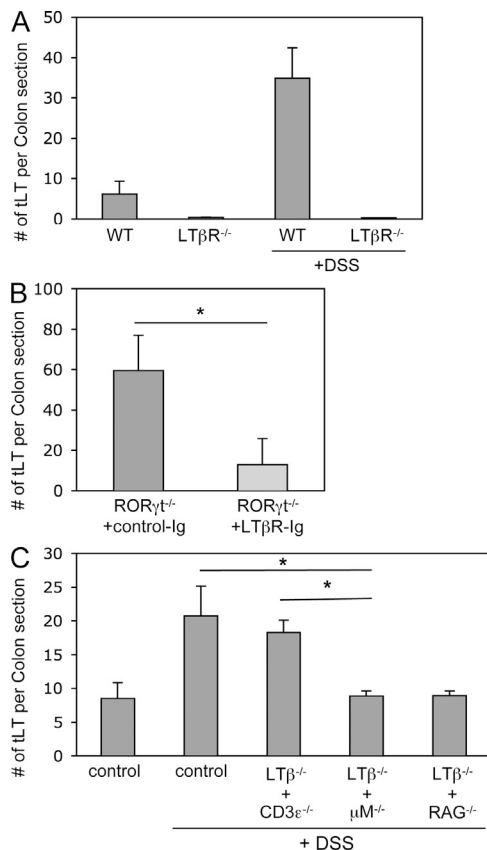 A
# of tLT per Colon section
50
40
30
20
10
0
WT
LTβR-/-
WT
LTβR-/-
+DSS
B
# of tLT per Colon section
100
80
60
40
20
0
*
RORγt-/-
+control-Ig
RORγt-/-
+LTβR-Ig
C
# of tLT per Colon section
30
25
20
15
10
5
0
*
*
control
control
LTβ-/-
+
CD3ε-/-
LTβ-/-
+
μM-/-
LTβ-/-
+
RAG-/-
+ DSS